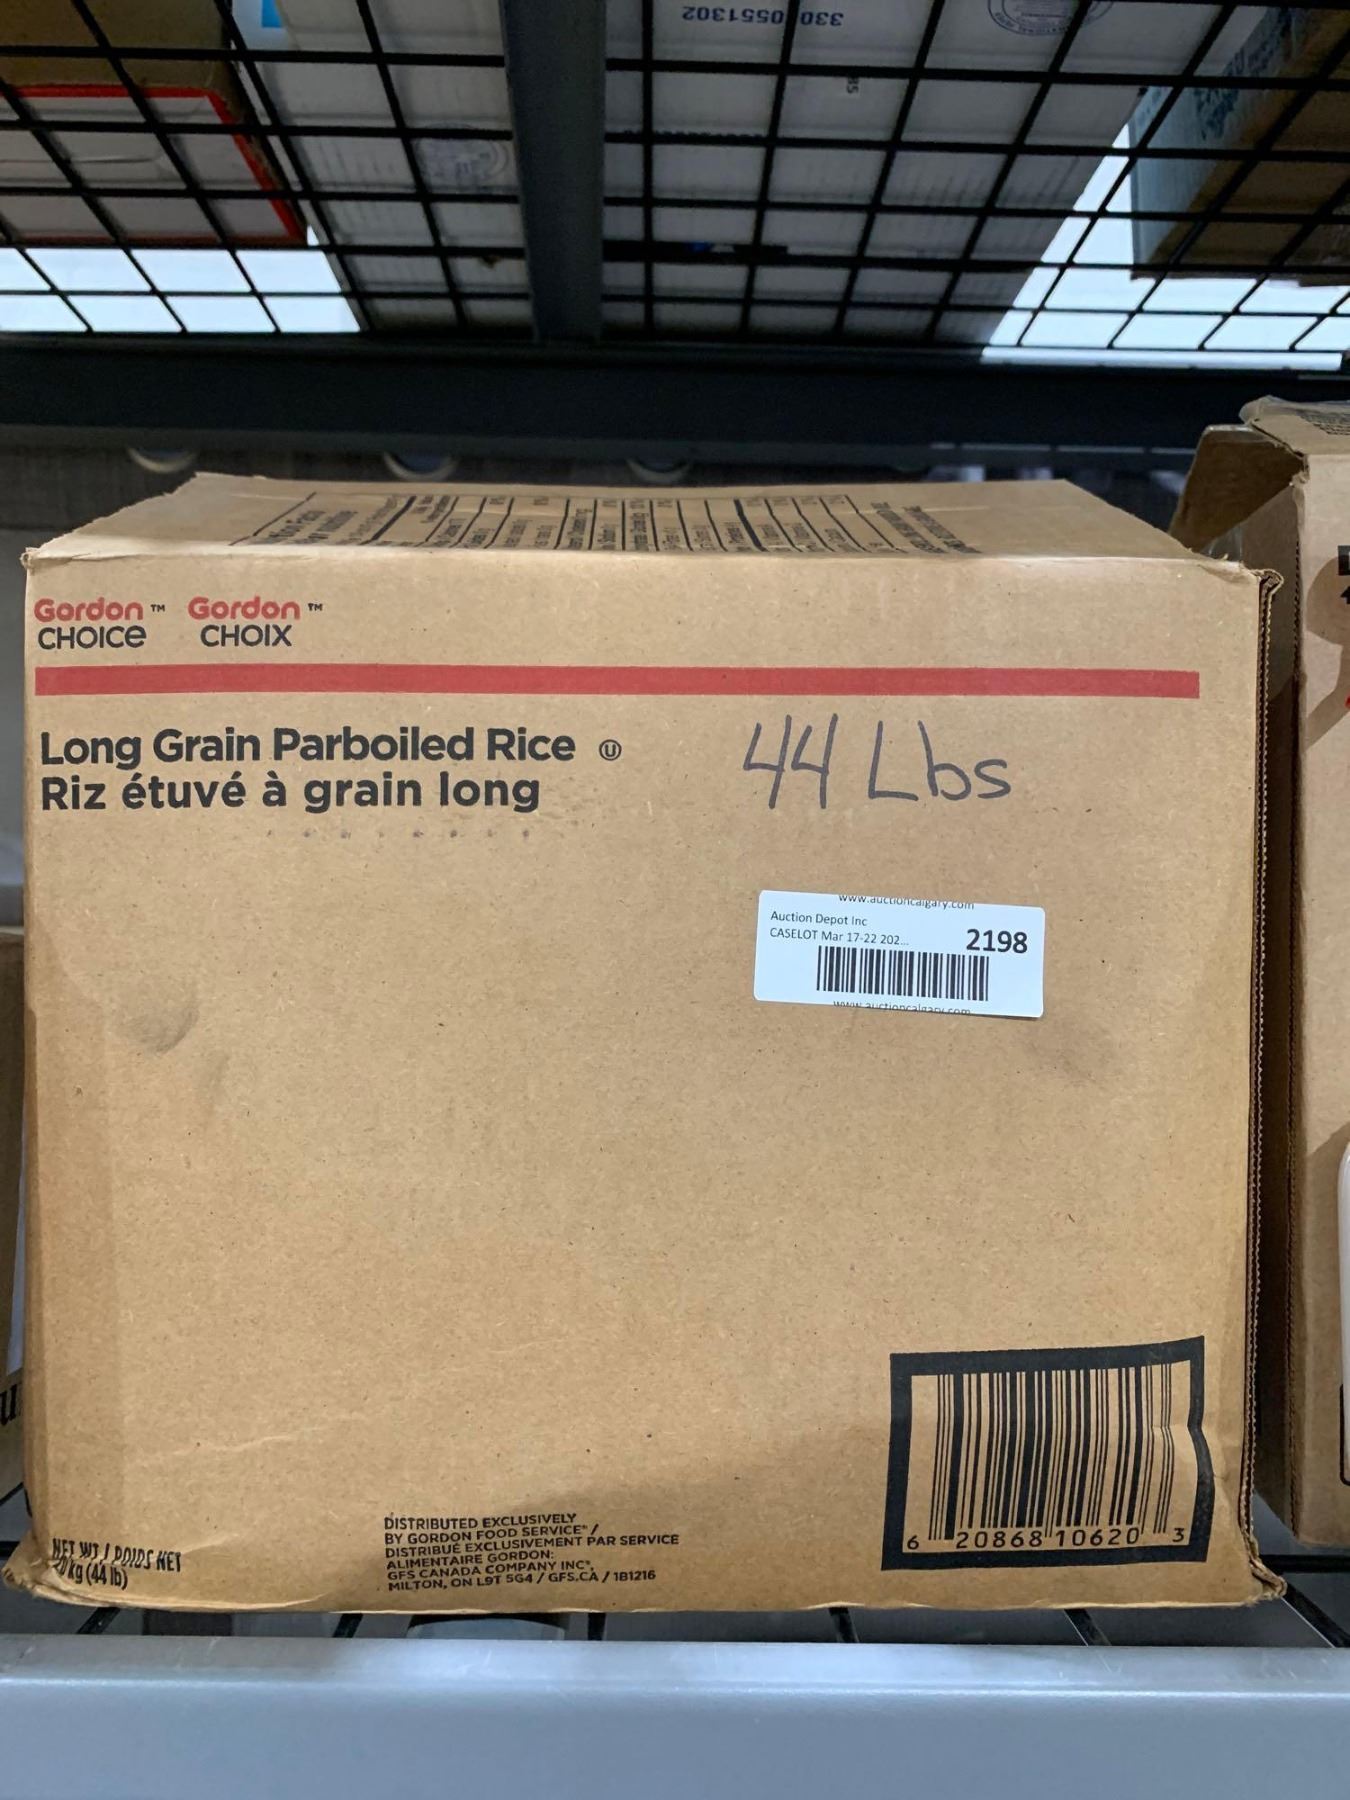 Gordon™ Gordon™
CHOICe CHOIX
Long Grain Parboiled Rice Ⓤ
Riz étuvé à grain long
44 Lbs
www.auctioncalgary.com
Auction Depot Inc
CASELOT Mar 17-22 202...
2198
www.auctioncalgary.com
NET WT / POIDS NET
20kg (44 lb)
DISTRIBUTED EXCLUSIVELY
BY GORDON FOOD SERVICE® /
DISTRIBUÉ EXCLUSIVEMENT PAR SERVICE
ALIMENTAIRE GORDON:
GFS CANADA COMPANY INC®,
MILTON, ON L9T 5G4 / GFS.CA / 1B1216
6 20868 10620 3